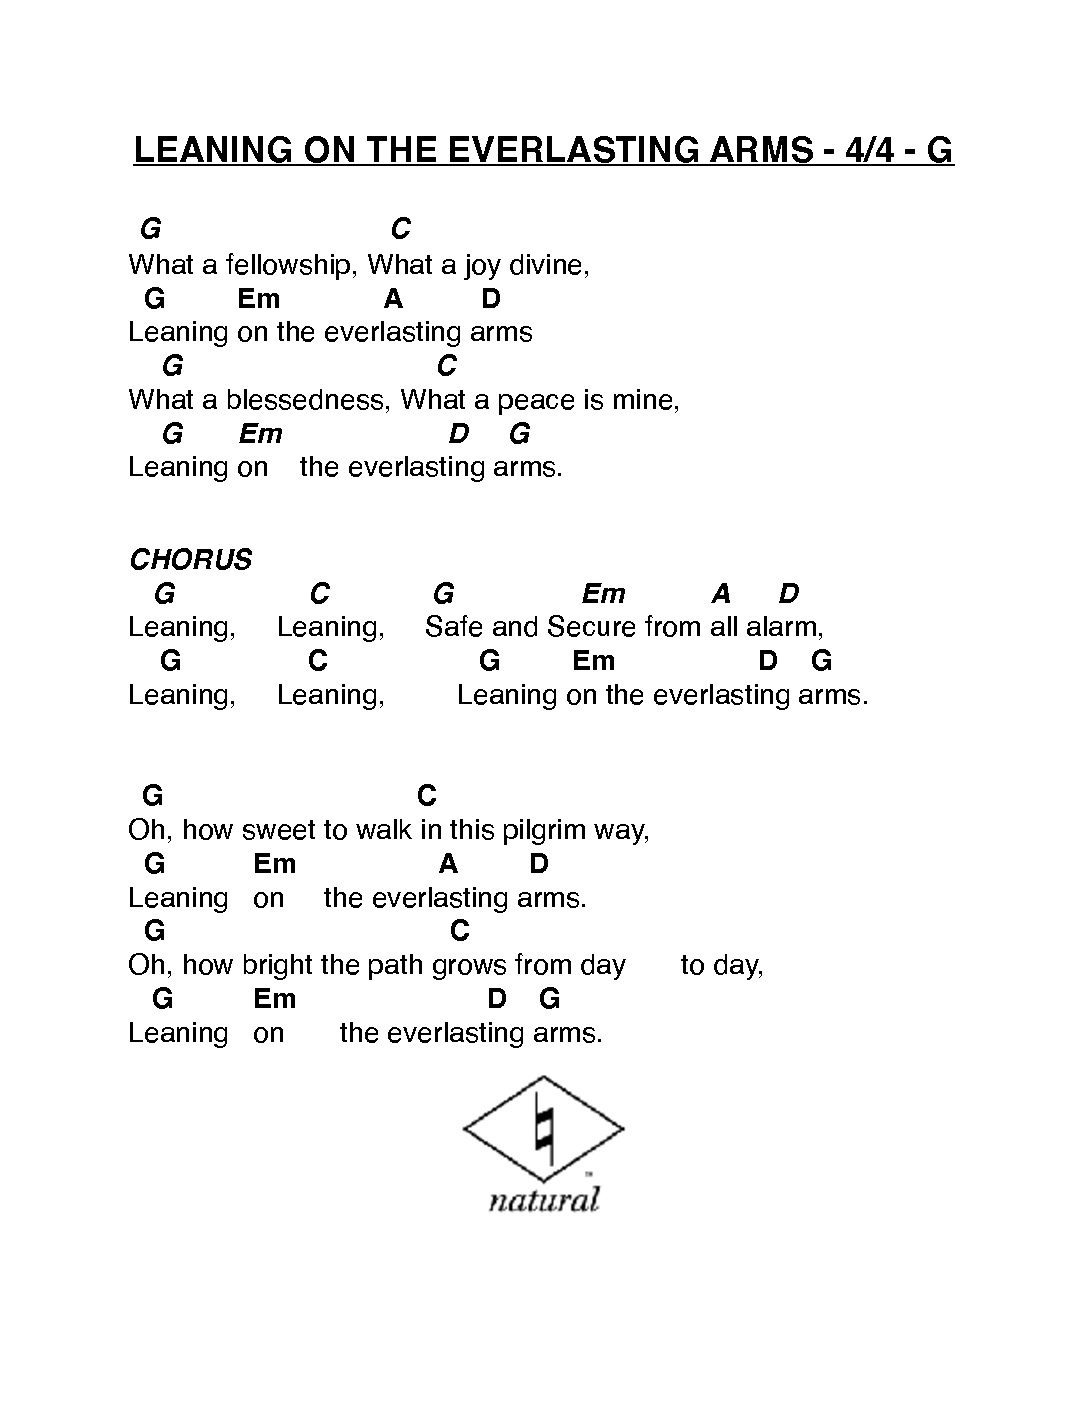 LEANING ON THE EVERLASTING ARMS - 4/4 - G
G C
What a fellowship, What a joy divine,
G Em A D
Leaning on the everlasting arms
G C
What a blessedness, What a peace is mine,
G Em D G
Leaning on the everlasting arms.
CHORUS
G C G Em A D
Leaning, Leaning, Safe and Secure from all alarm,
G C G Em D G
Leaning, Leaning, Leaning on the everlasting arms.
G C
Oh, how sweet to walk in this pilgrim way,
G Em A D
Leaning on the everlasting arms.
G C
Oh, how bright the path grows from day to day,
G Em D G
Leaning on the everlasting arms.
™
natural